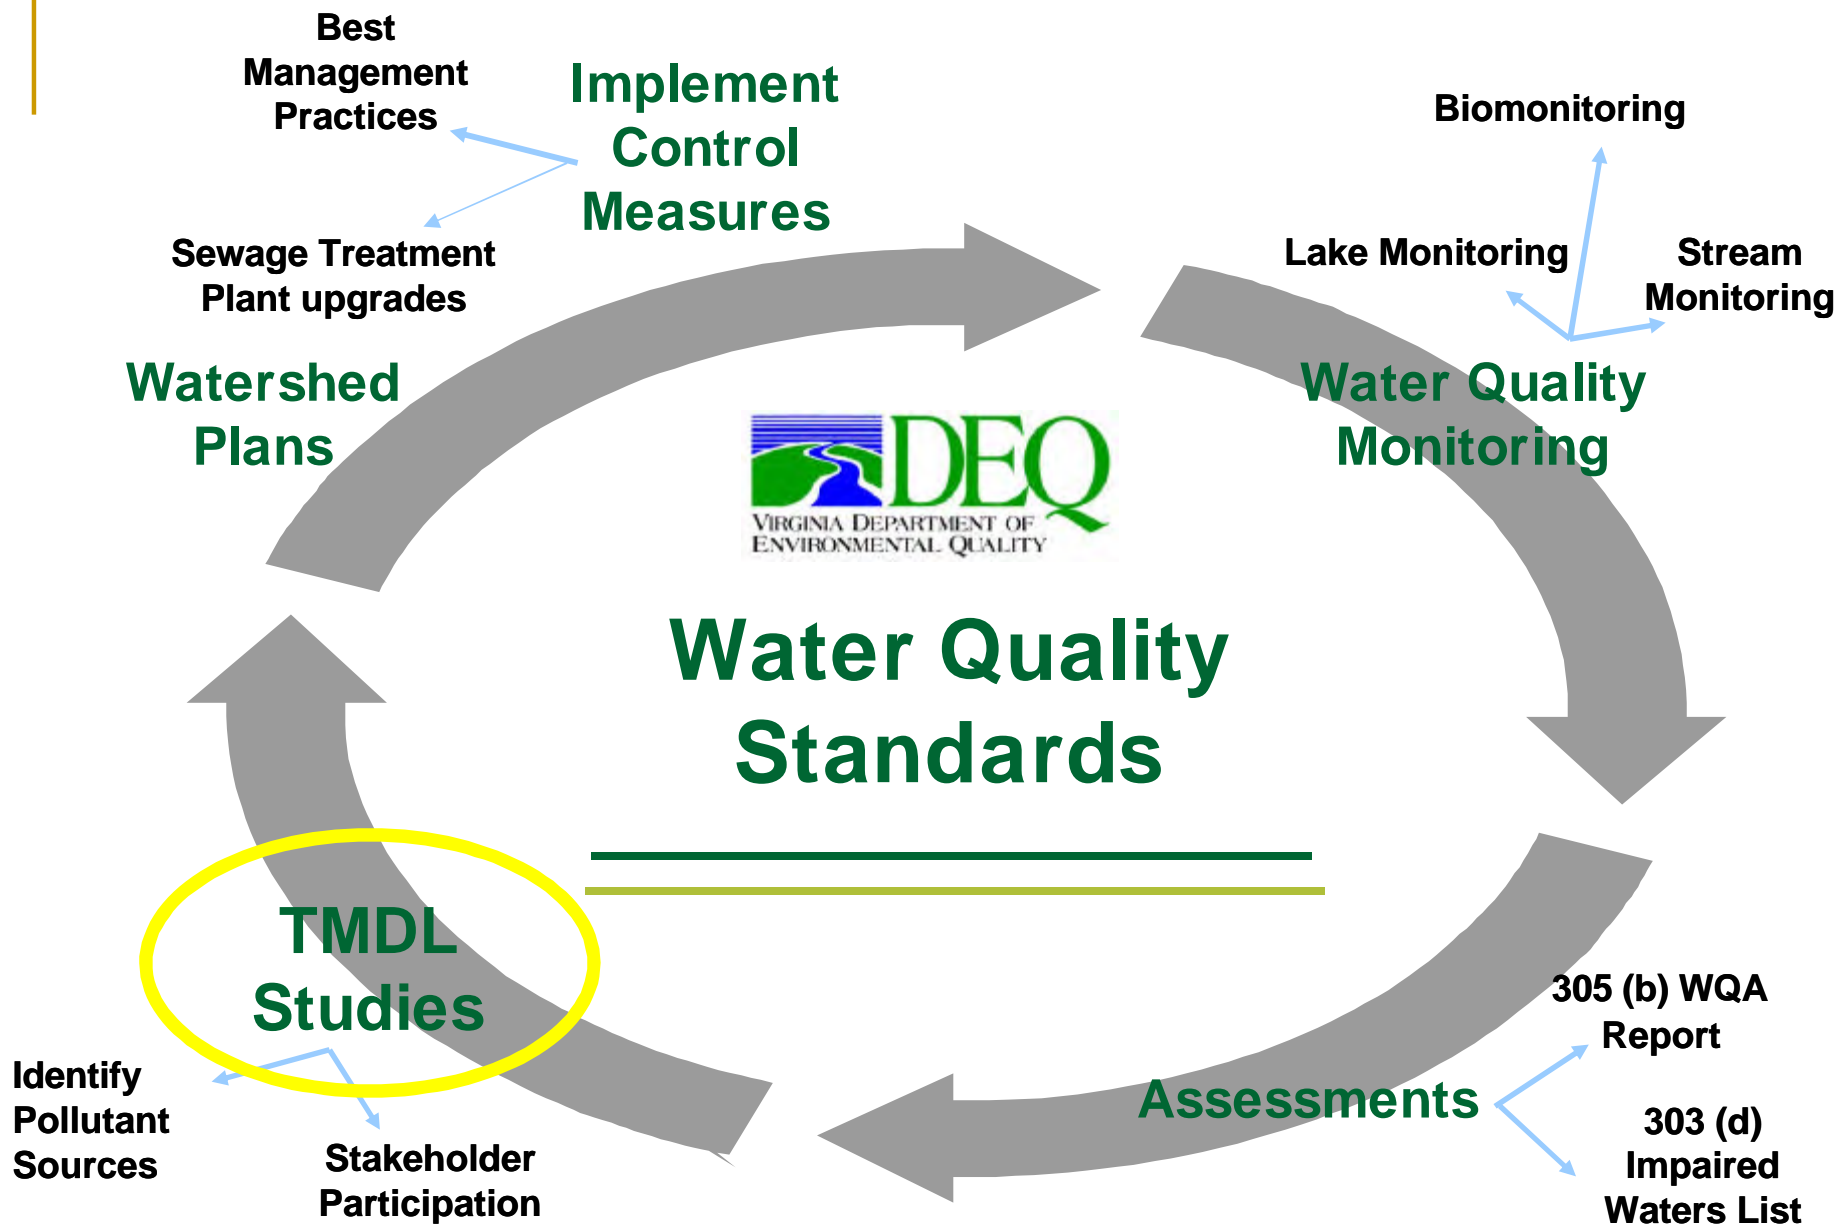 Best
Management
Practices
Implement
Control
Measures
Sewage Treatment
Plant upgrades
Watershed
Plans
Biomonitoring
Lake Monitoring
Stream
Monitoring
Water Quality
Monitoring
DEQ
VIRGINIA DEPARTMENT OF
ENVIRONMENTAL QUALITY
Water Quality
Standards
TMDL
Studies
Identify
Pollutant
Sources
Stakeholder
Participation
Assessments
305 (b) WQA
Report
303 (d)
Impaired
Waters List